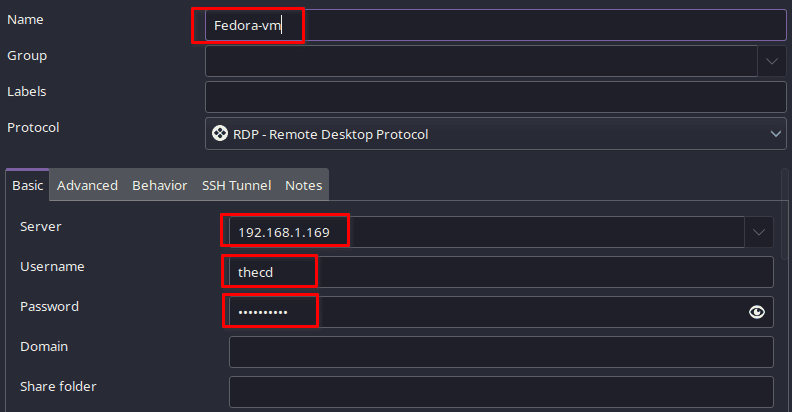 Name Fedora-vm
Group
Labels
Protocol RDP - Remote Desktop Protocol
Basic Advanced Behavior SSH Tunnel Notes
Server 192.168.1.169
Username thecd
Password ••••••••••
Domain
Share folder